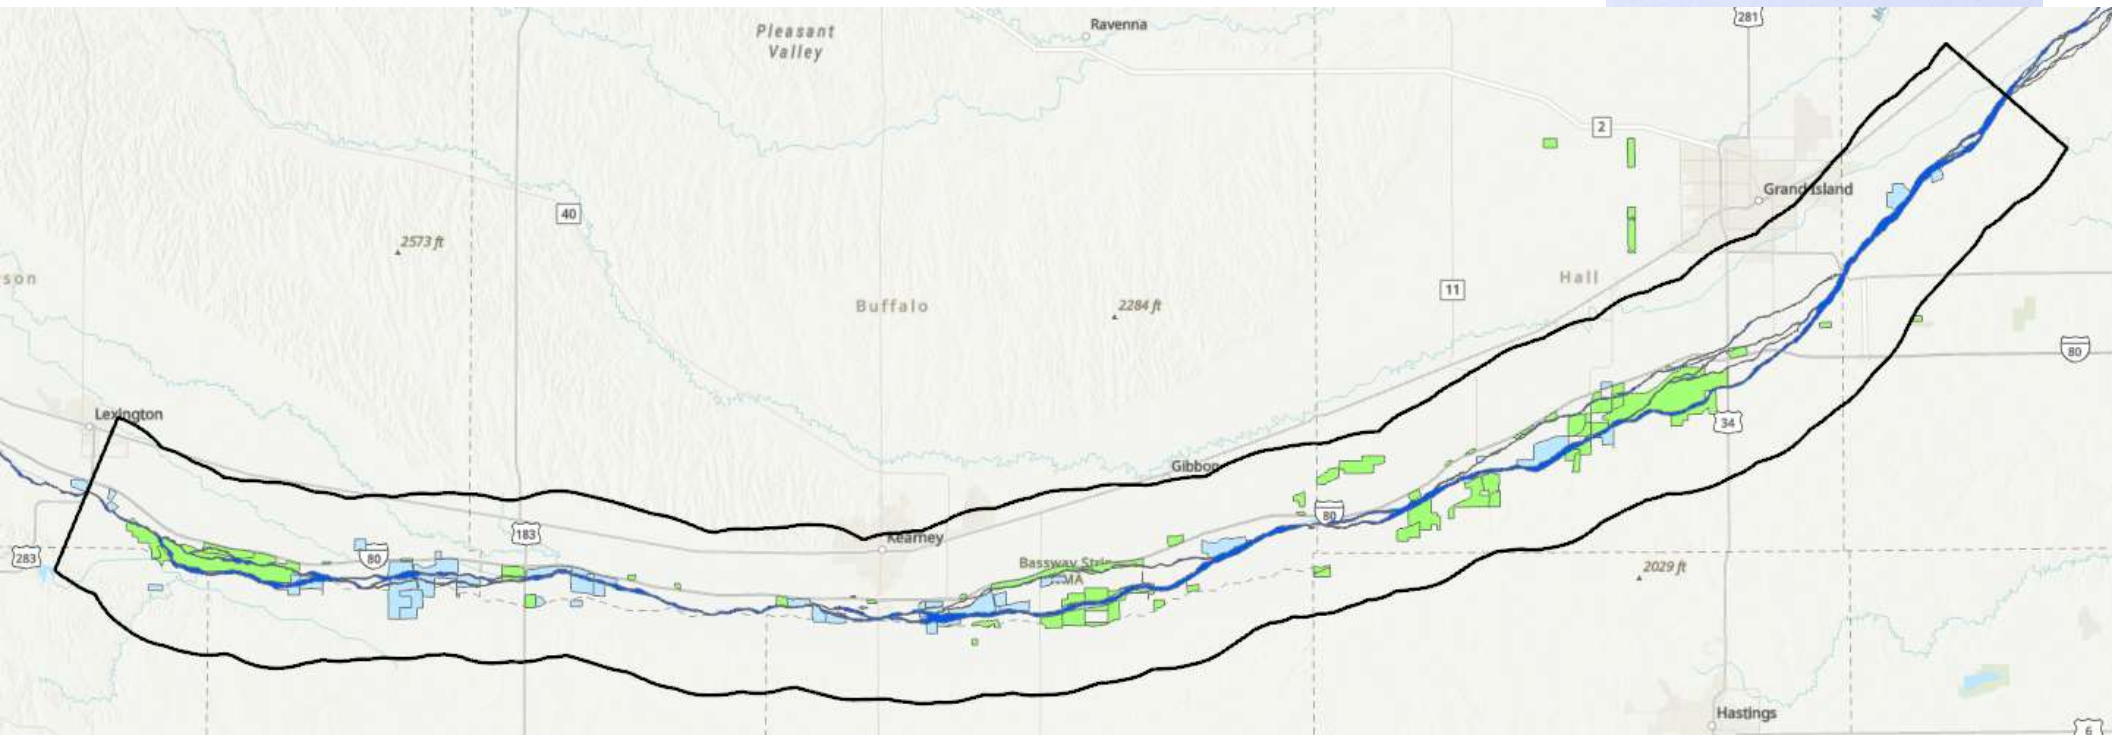 281
Ravenna
Pleasant
Valley
2
Grand Island
40
2573 ft
son
Hall
11
Buffalo
2284 ft
80
Lexington
34
Gibbon
80
183
Kearney
283
80
Bassway Strip
WMA
2029 ft
Hastings
6